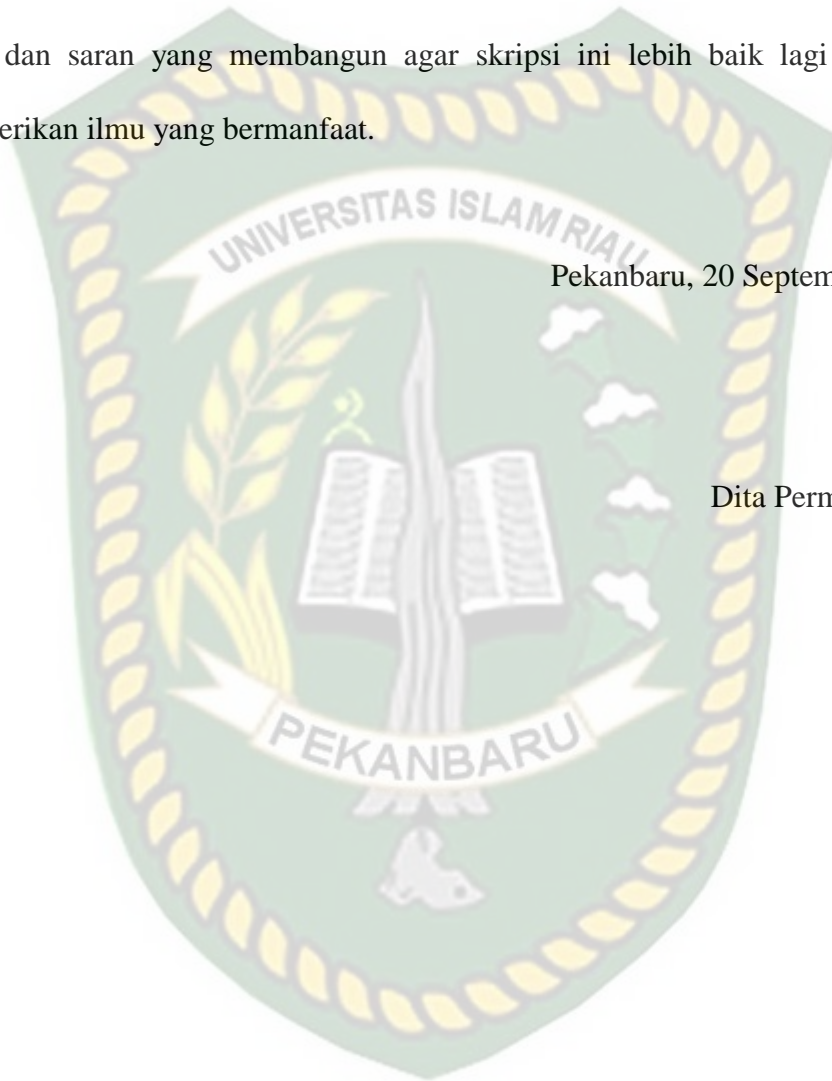 dan saran yang membangun agar skripsi ini lebih baik lagi
erikan ilmu yang bermanfaat.
UNIVERSITAS ISLAM RIAU
Pekanbaru, 20 Septem
Dita Perm
PEKANBARU